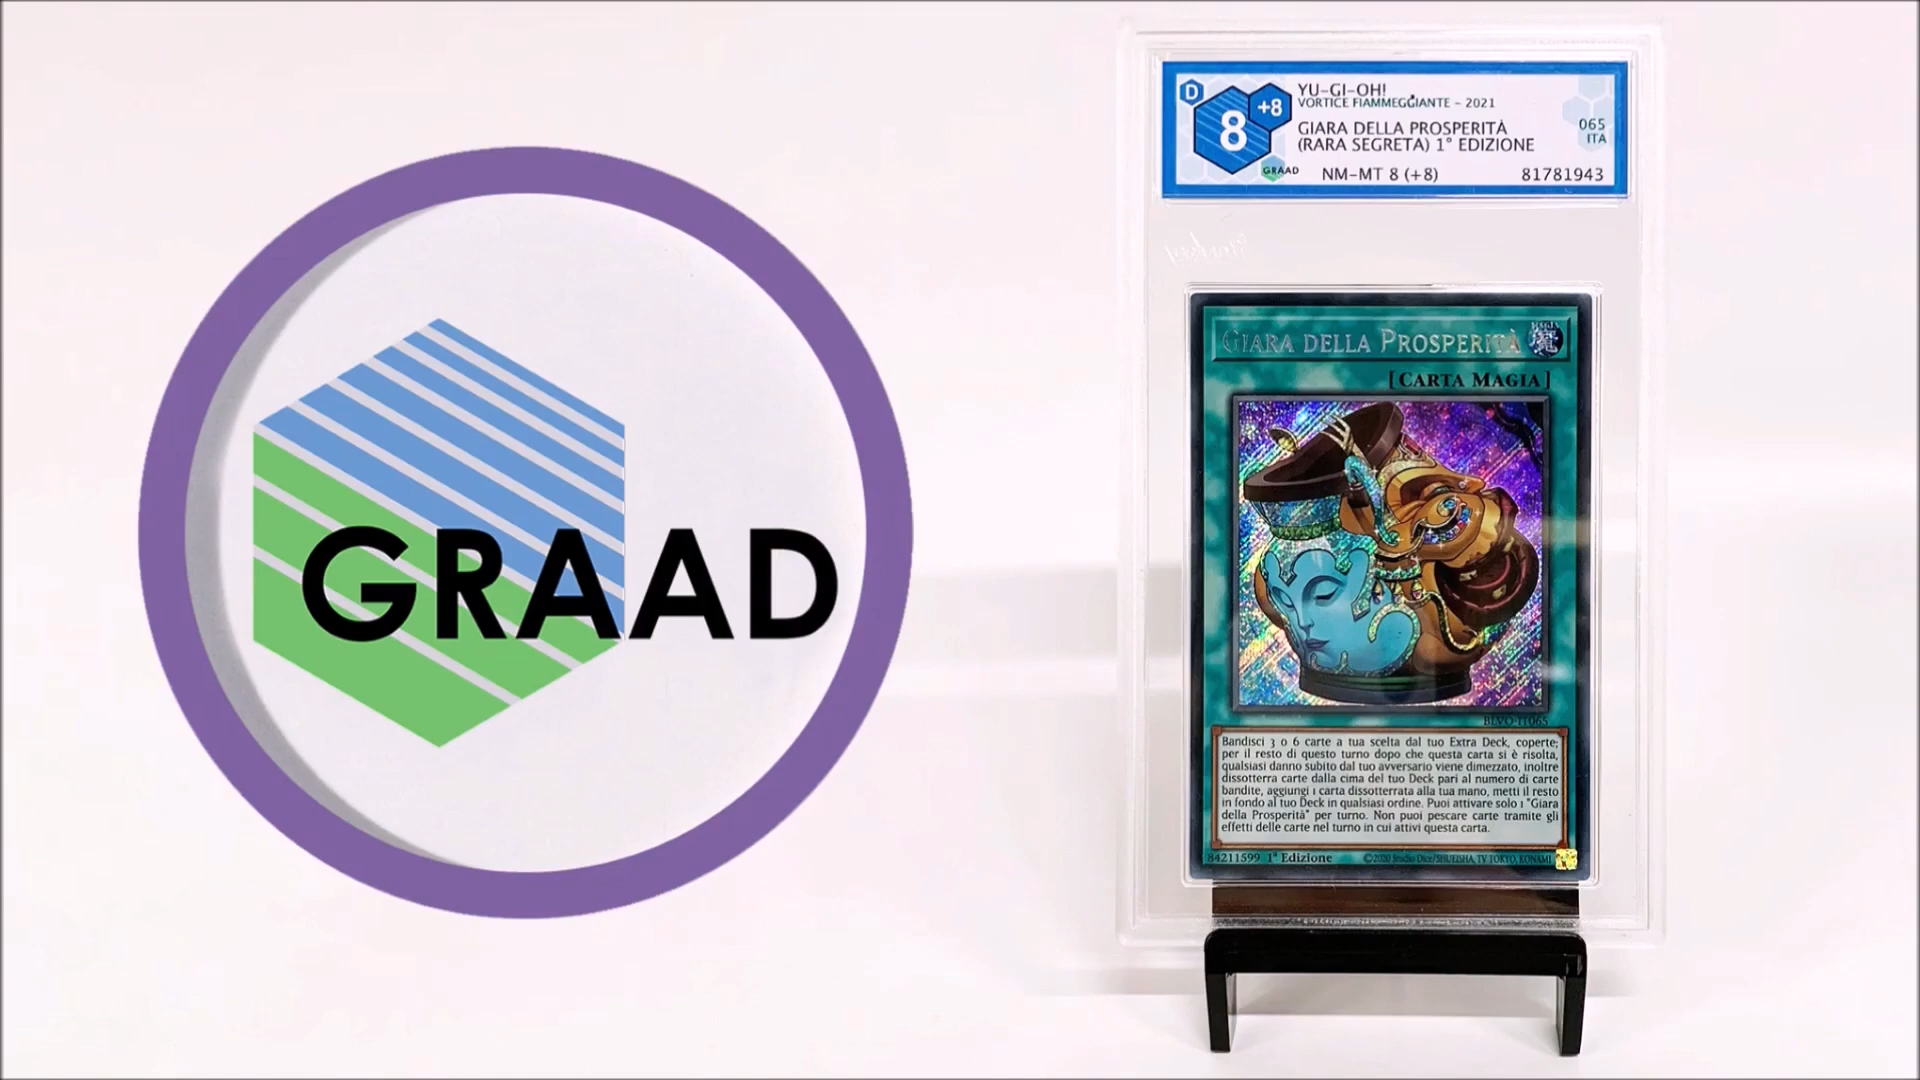 GRAAD
D
8
+8
YU-GI-OH!
VORTICE FIAMMEGGIANTE - 2021
GIARA DELLA PROSPERITÀ
(RARA SEGRETA) 1° EDIZIONE
065
ITA
GRAAD
NM-MT 8 (+8)
81781943
GIARA DELLA PROSPERITÀ
MAGIA
魔
[CARTA MAGIA]
BLVO-IT065
Bandisci 3 o 6 carte a tua scelta dal tuo Extra Deck, coperte;
per il resto di questo turno dopo che questa carta si è risolta,
qualsiasi danno subito dal tuo avversario viene dimezzato, inoltre
dissotterra carte dalla cima del tuo Deck pari al numero di carte
bandite, aggiungi 1 carta dissotterrata alla tua mano, metti il resto
in fondo al tuo Deck in qualsiasi ordine. Puoi attivare solo 1 "Giara
della Prosperità" per turno. Non puoi pescare carte tramite gli
effetti delle carte nel turno in cui attivi questa carta.
84211599 1ª Edizione
©2020 Studio Dice/SHUEISHA, TV TOKYO, KONAMI